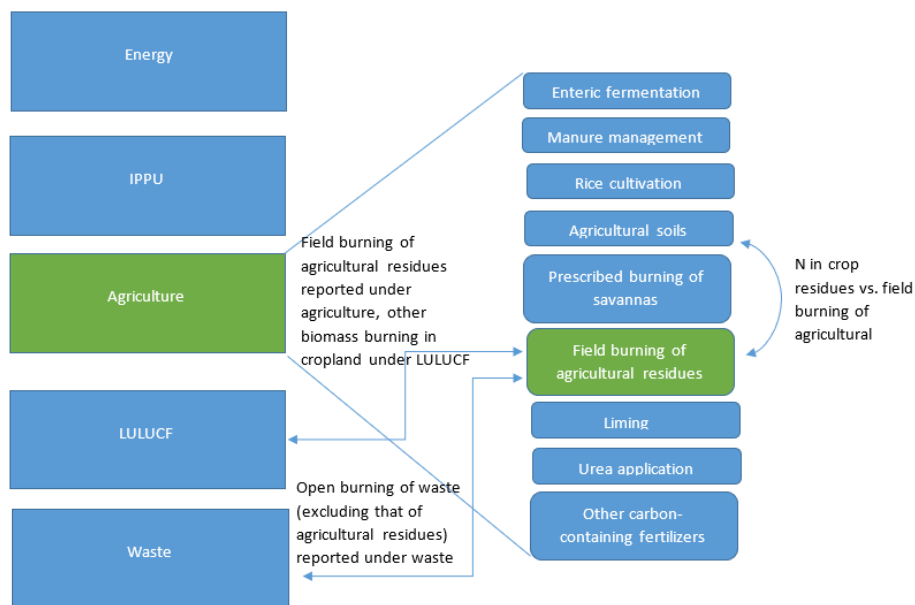 Energy
IPPU
Agriculture
LULUCF
Waste
Field burning of
agricultural residues
reported under
agriculture, other
biomass burning in
cropland under LULUCF
Open burning of waste
(excluding that of
agricultural residues)
reported under waste
Enteric fermentation
Manure management
Rice cultivation
Agricultural soils
Prescribed burning of
savannas
Field burning of
agricultural residues
Liming
Urea application
Other carbon-
containing fertilizers
N in crop
residues vs. field
burning of
agricultural